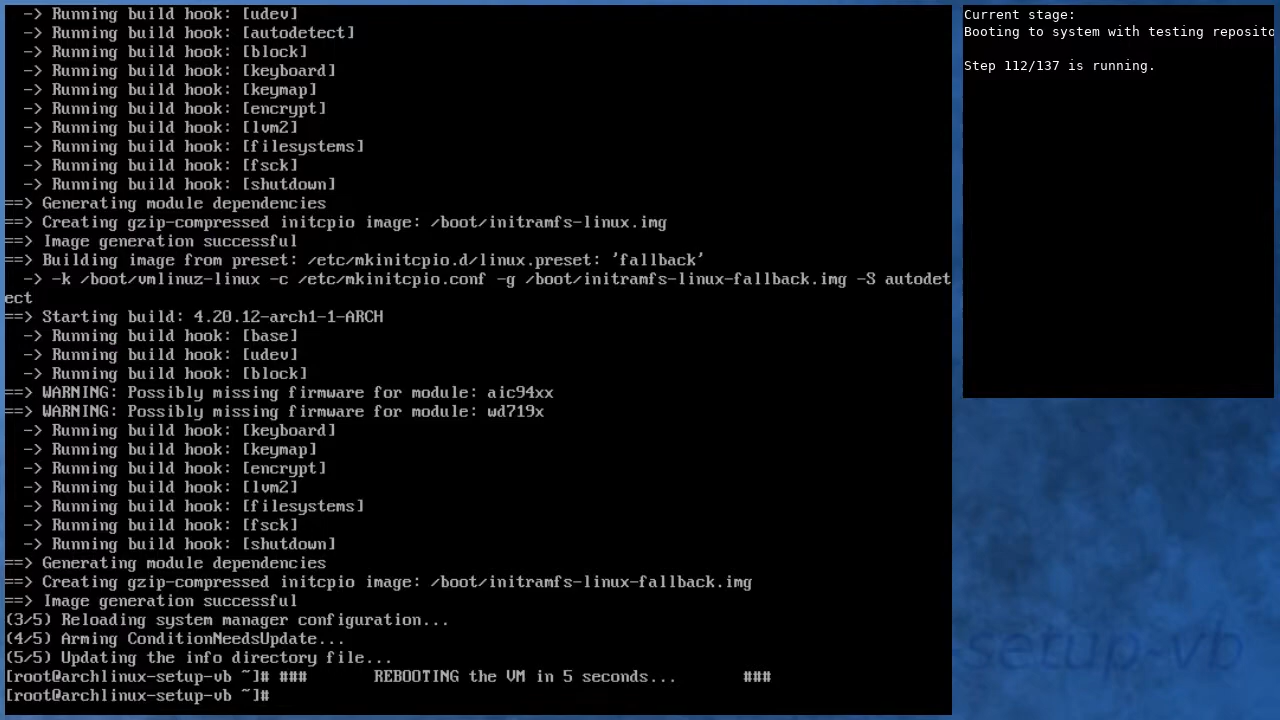 -> Running build hook: [udev]
-> Running build hook: [autodetect]
-> Running build hook: [block]
-> Running build hook: [keyboard]
-> Running build hook: [keymap]
-> Running build hook: [encrypt]
-> Running build hook: [lvm2]
-> Running build hook: [filesystems]
-> Running build hook: [fsck]
-> Running build hook: [shutdown]
==> Generating module dependencies
==> Creating gzip-compressed initcpio image: /boot/initramfs-linux.img
==> Image generation successful
==> Building image from preset: /etc/mkinitcpio.d/linux.preset: 'fallback'
-> -k /boot/vmlinuz-linux -c /etc/mkinitcpio.conf -g /boot/initramfs-linux-fallback.img -S autodet
ect
==> Starting build: 4.20.12-arch1-1-ARCH
-> Running build hook: [base]
-> Running build hook: [udev]
-> Running build hook: [block]
==> WARNING: Possibly missing firmware for module: aic94xx
==> WARNING: Possibly missing firmware for module: wd719x
-> Running build hook: [keyboard]
-> Running build hook: [keymap]
-> Running build hook: [encrypt]
-> Running build hook: [lvm2]
-> Running build hook: [filesystems]
-> Running build hook: [fsck]
-> Running build hook: [shutdown]
==> Generating module dependencies
==> Creating gzip-compressed initcpio image: /boot/initramfs-linux-fallback.img
==> Image generation successful
(3/5) Reloading system manager configuration...
(4/5) Arming ConditionNeedsUpdate...
(5/5) Updating the info directory file...
[root@archlinux-setup-vb ~]# ### REBOOTING the VM in 5 seconds... ###
[root@archlinux-setup-vb ~]#
Current stage:
Booting to system with testing reposito
Step 112/137 is running.
setup-vb